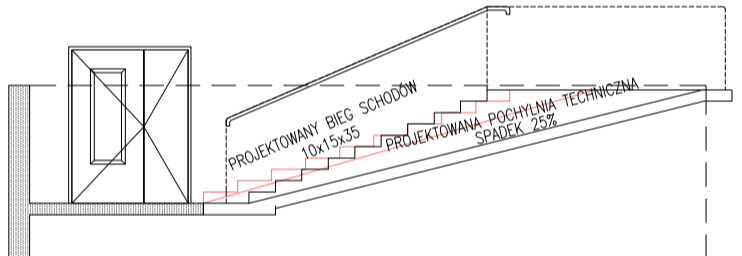 PROJEKTOWANY BIEG SCHODÓW
10x15x35
PROJEKTOWANA POCHYLNIA TECHNICZNA
SPADEK 25%